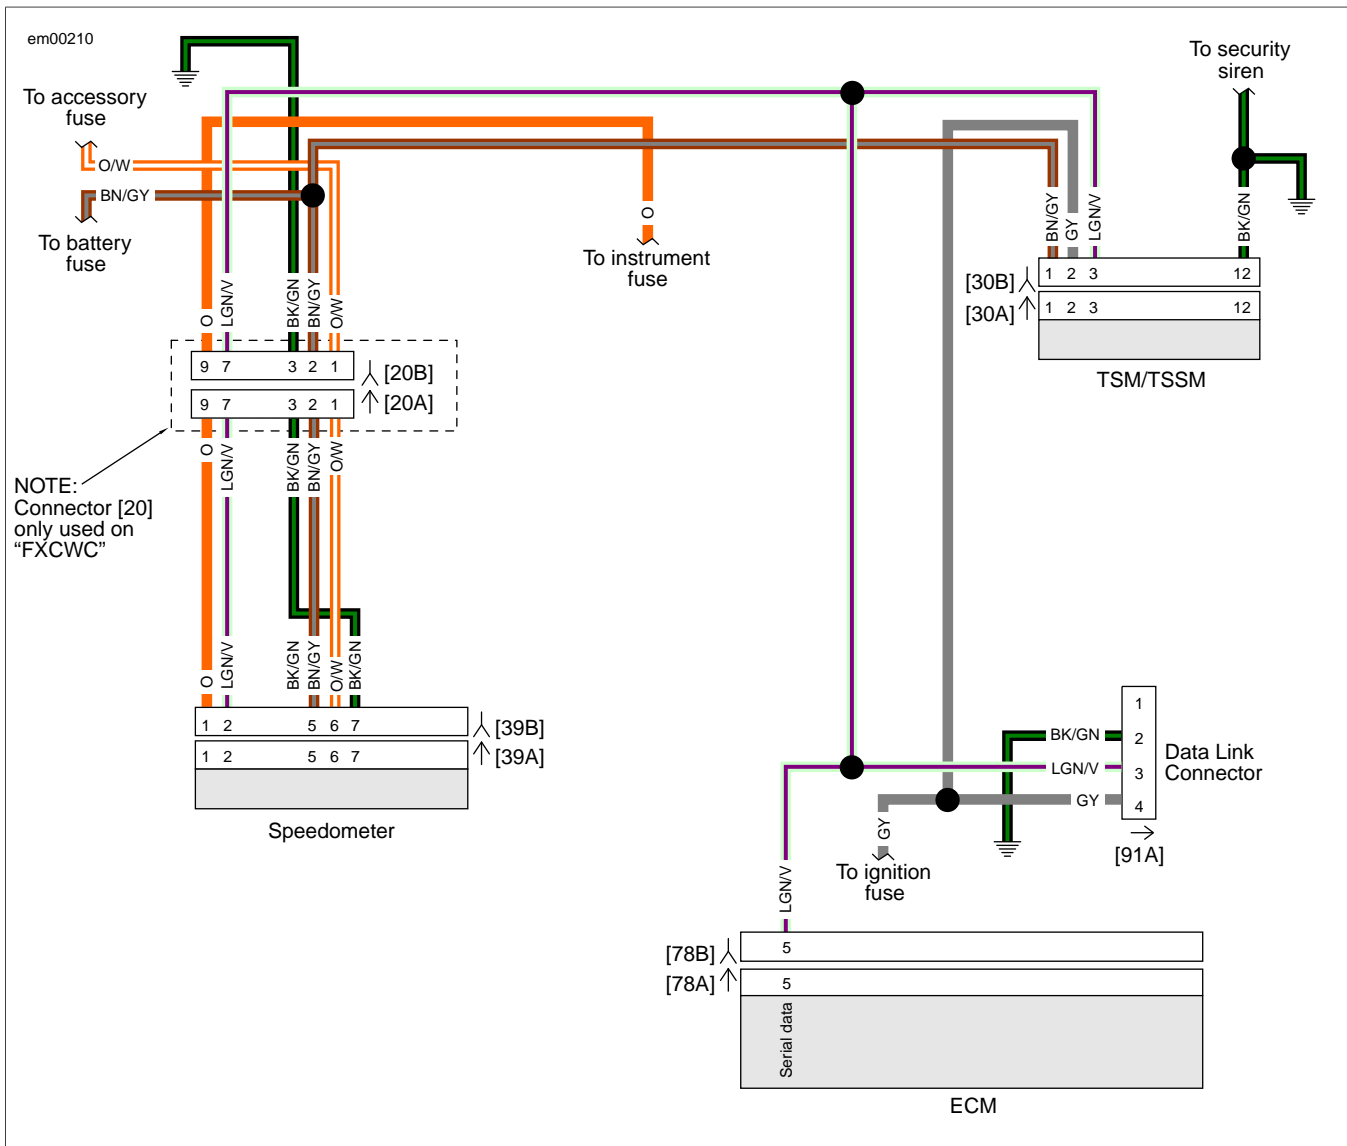 em00210
To accessory
fuse
O/W
BN/GY
To battery
fuse
To instrument
fuse
O
To security
siren
BN/GY
GY
LGN/V
BK/GN
[30B]
1 2 3 12
[30A]
1 2 3 12
TSM/TSSM
O
LGN/V
BK/GN
BN/GY
O/W
9 7 3 2 1
[20B]
9 7 3 2 1
[20A]
O
LGN/V
BK/GN
BN/GY
O/W
NOTE:
Connector [20]
only used on
“FXCWC”
O
LGN/V
BK/GN
BN/GY
O/W
BK/GN
1 2 5 6 7
[39B]
1 2 5 6 7
[39A]
Speedometer
1
BK/GN 2
LGN/V 3
GY 4
Data Link
Connector
[91A]
GY
To ignition
fuse
LGN/V
[78B]
5
[78A]
5
Serial data
ECM